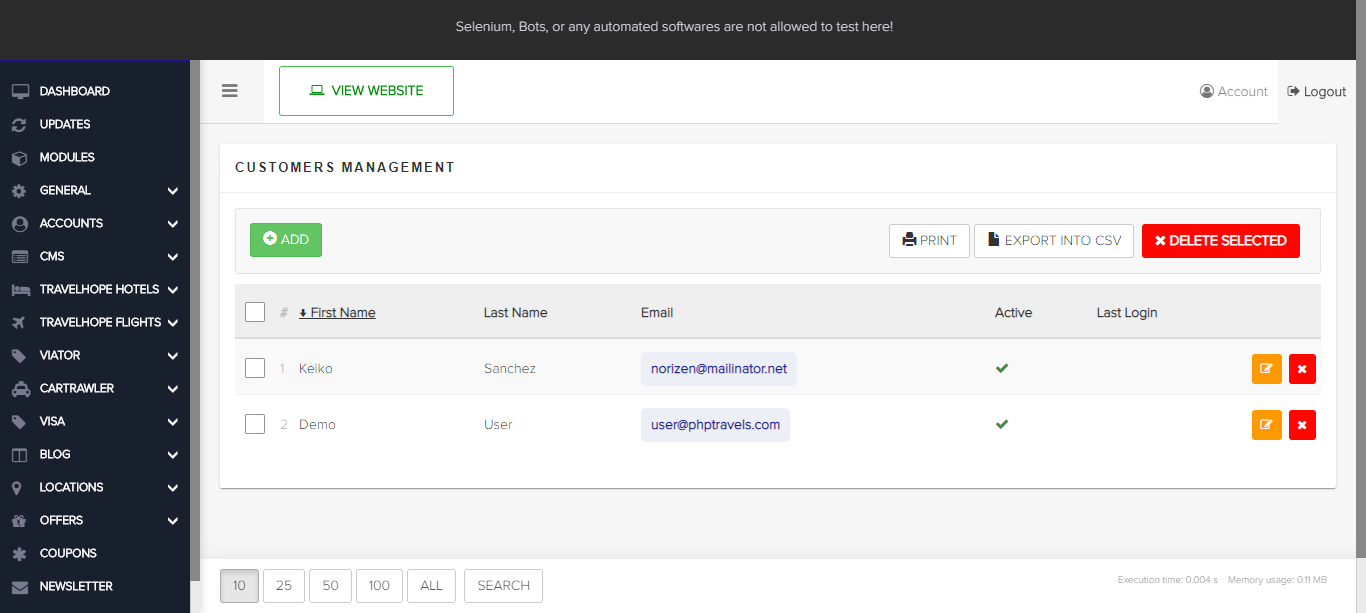 Selenium, Bots, or any automated softwares are not allowed to test here!
VIEW WEBSITE
Account
Logout
DASHBOARD
UPDATES
MODULES
GENERAL
ACCOUNTS
CMS
TRAVELHOPE HOTELS
TRAVELHOPE FLIGHTS
VIATOR
CARTRAWLER
VISA
BLOG
LOCATIONS
OFFERS
COUPONS
NEWSLETTER
CUSTOMERS MANAGEMENT
ADD
PRINT
EXPORT INTO CSV
DELETE SELECTED
# First Name Last Name Email Active Last Login
1 Keiko Sanchez norizen@mailinator.net
2 Demo User user@phptravels.com
10 25 50 100 ALL SEARCH
Execution time: 0.004 s Memory usage: 0.11 MB